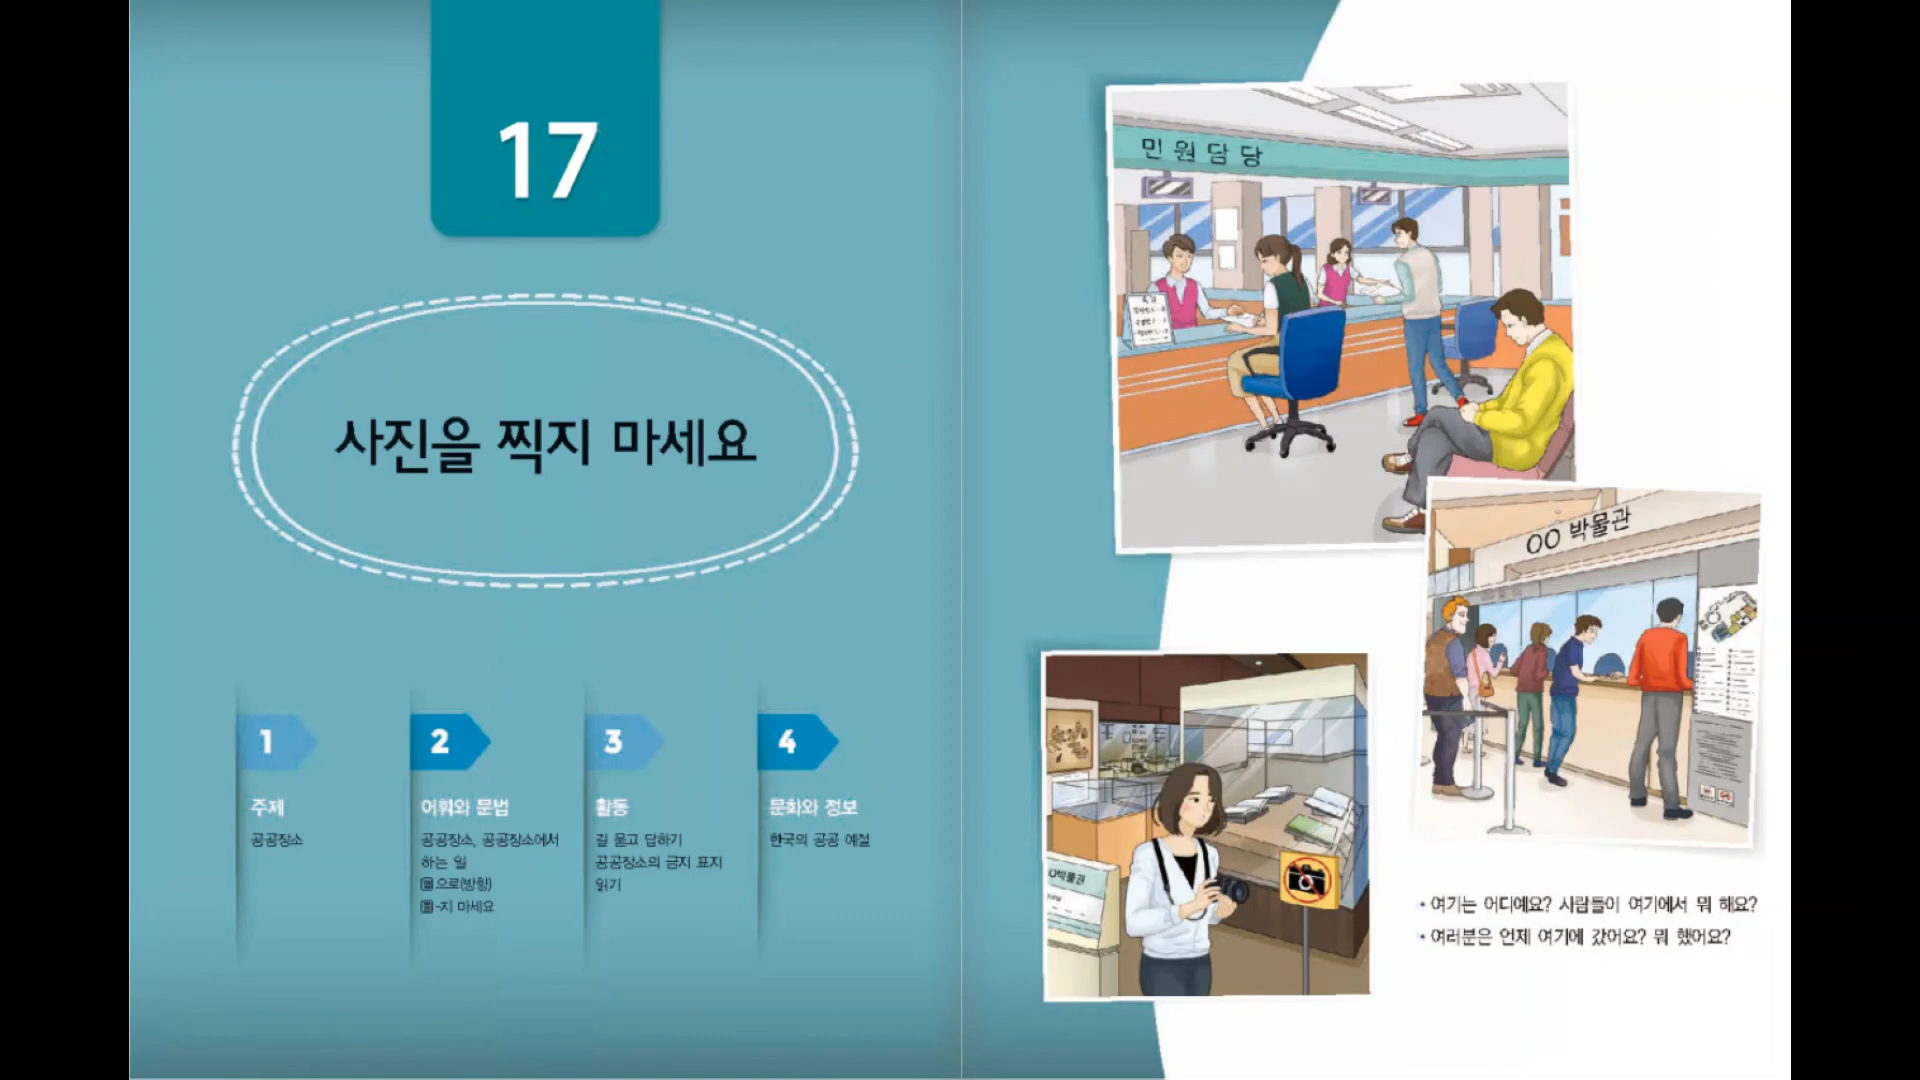 17
사진을 찍지 마세요
1
주제
공공장소
2
어휘와 문법
공공장소, 공공장소에서
하는 일
으로(방향)
-지 마세요
3
활동
길 묻고 답하기
공공장소의 금지 표지
읽기
4
문화와 정보
한국의 공공 예절
민원담당
OO 박물관
O박물관
• 여기는 어디예요? 사람들이 여기에서 뭐 해요?
• 여러분은 언제 여기에 갔어요? 뭐 했어요?